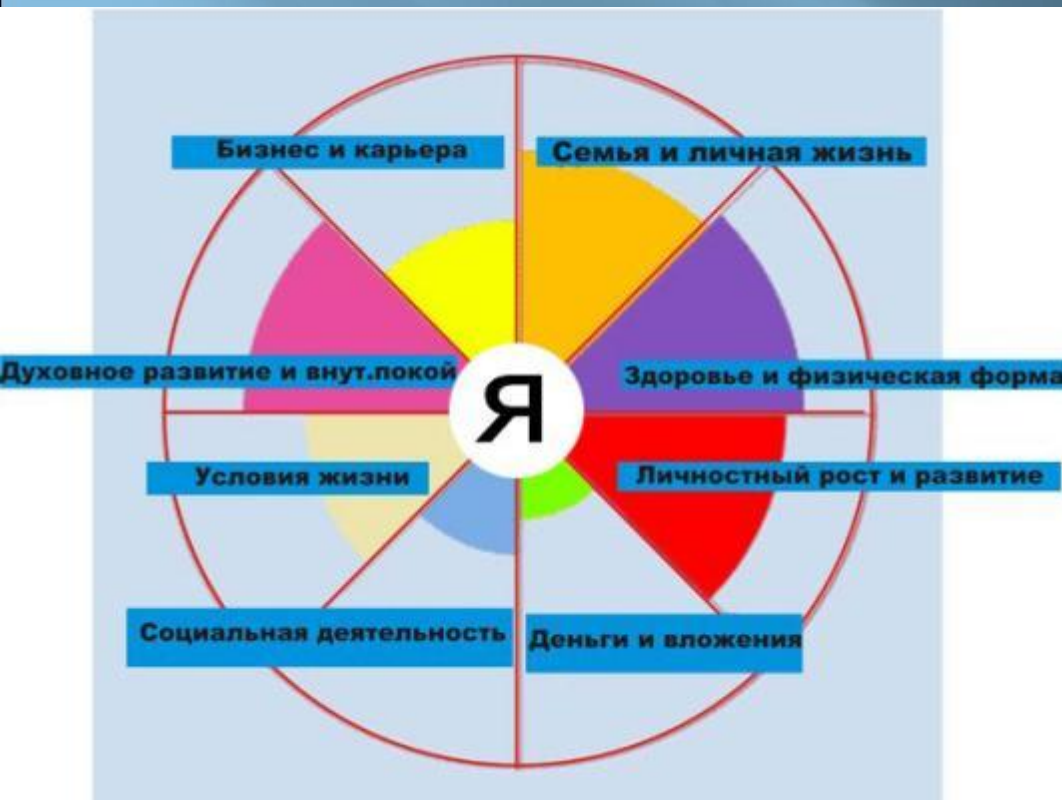 Бизнес и карьера
Семья и личная жизнь
Духовное развитие и внут.покой
Здоровье и физическая форма
Я
Условия жизни
Личностный рост и развитие
Социальная деятельность
Деньги и вложения